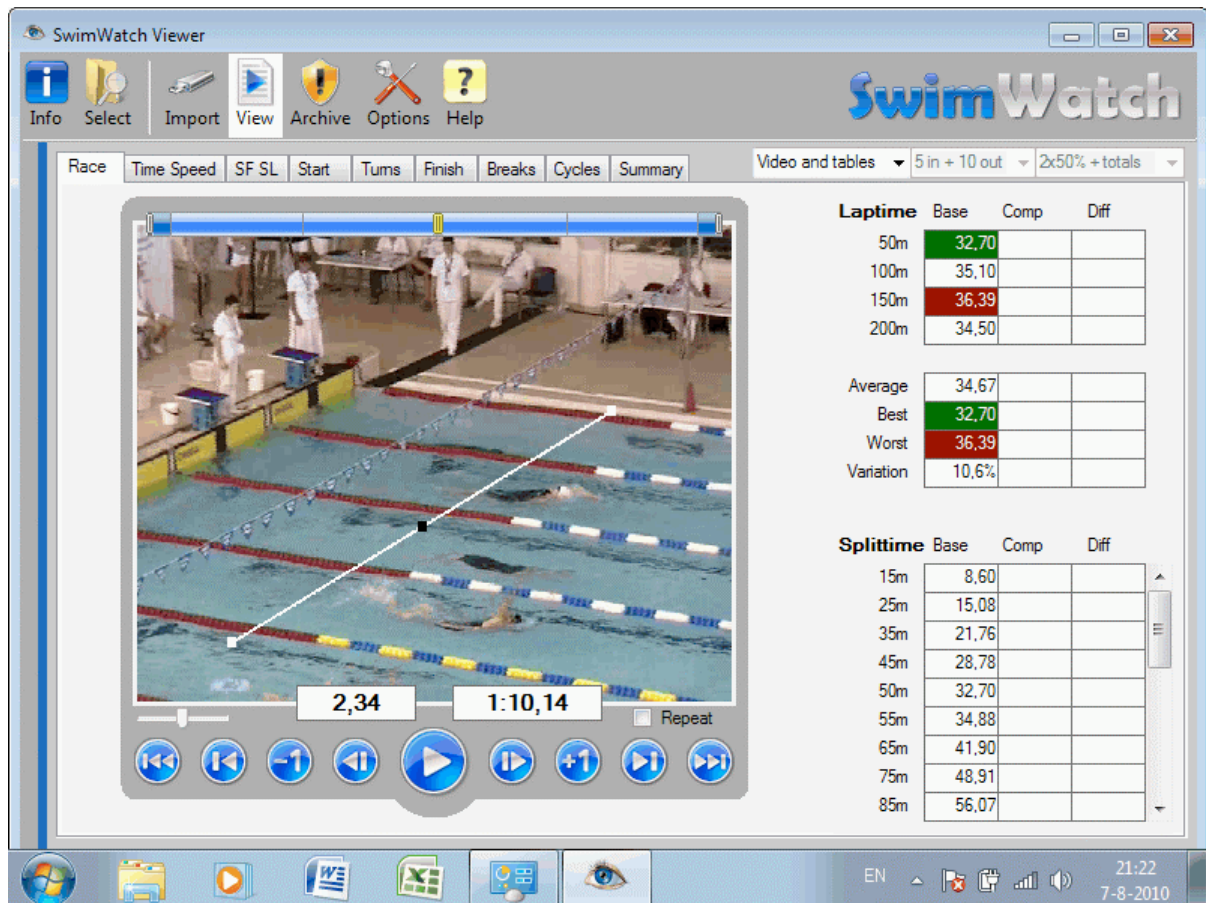 SwimWatch Viewer
Info Select Import View Archive Options Help
SwimWatch
Race Time Speed SF SL Start Turns Finish Breaks Cycles Summary
Video and tables 5 in + 10 out 2x50% + totals
Laptime Base Comp Diff
50m 32,70
100m 35,10
150m 36,39
200m 34,50
Average 34,67
Best 32,70
Worst 36,39
Variation 10,6%
Splittime Base Comp Diff
15m 8,60
25m 15,08
35m 21,76
45m 28,78
50m 32,70
55m 34,88
65m 41,90
75m 48,91
85m 56,07
2,34 1:10,14
Repeat
-1 +1
EN 21:22
7-8-2010